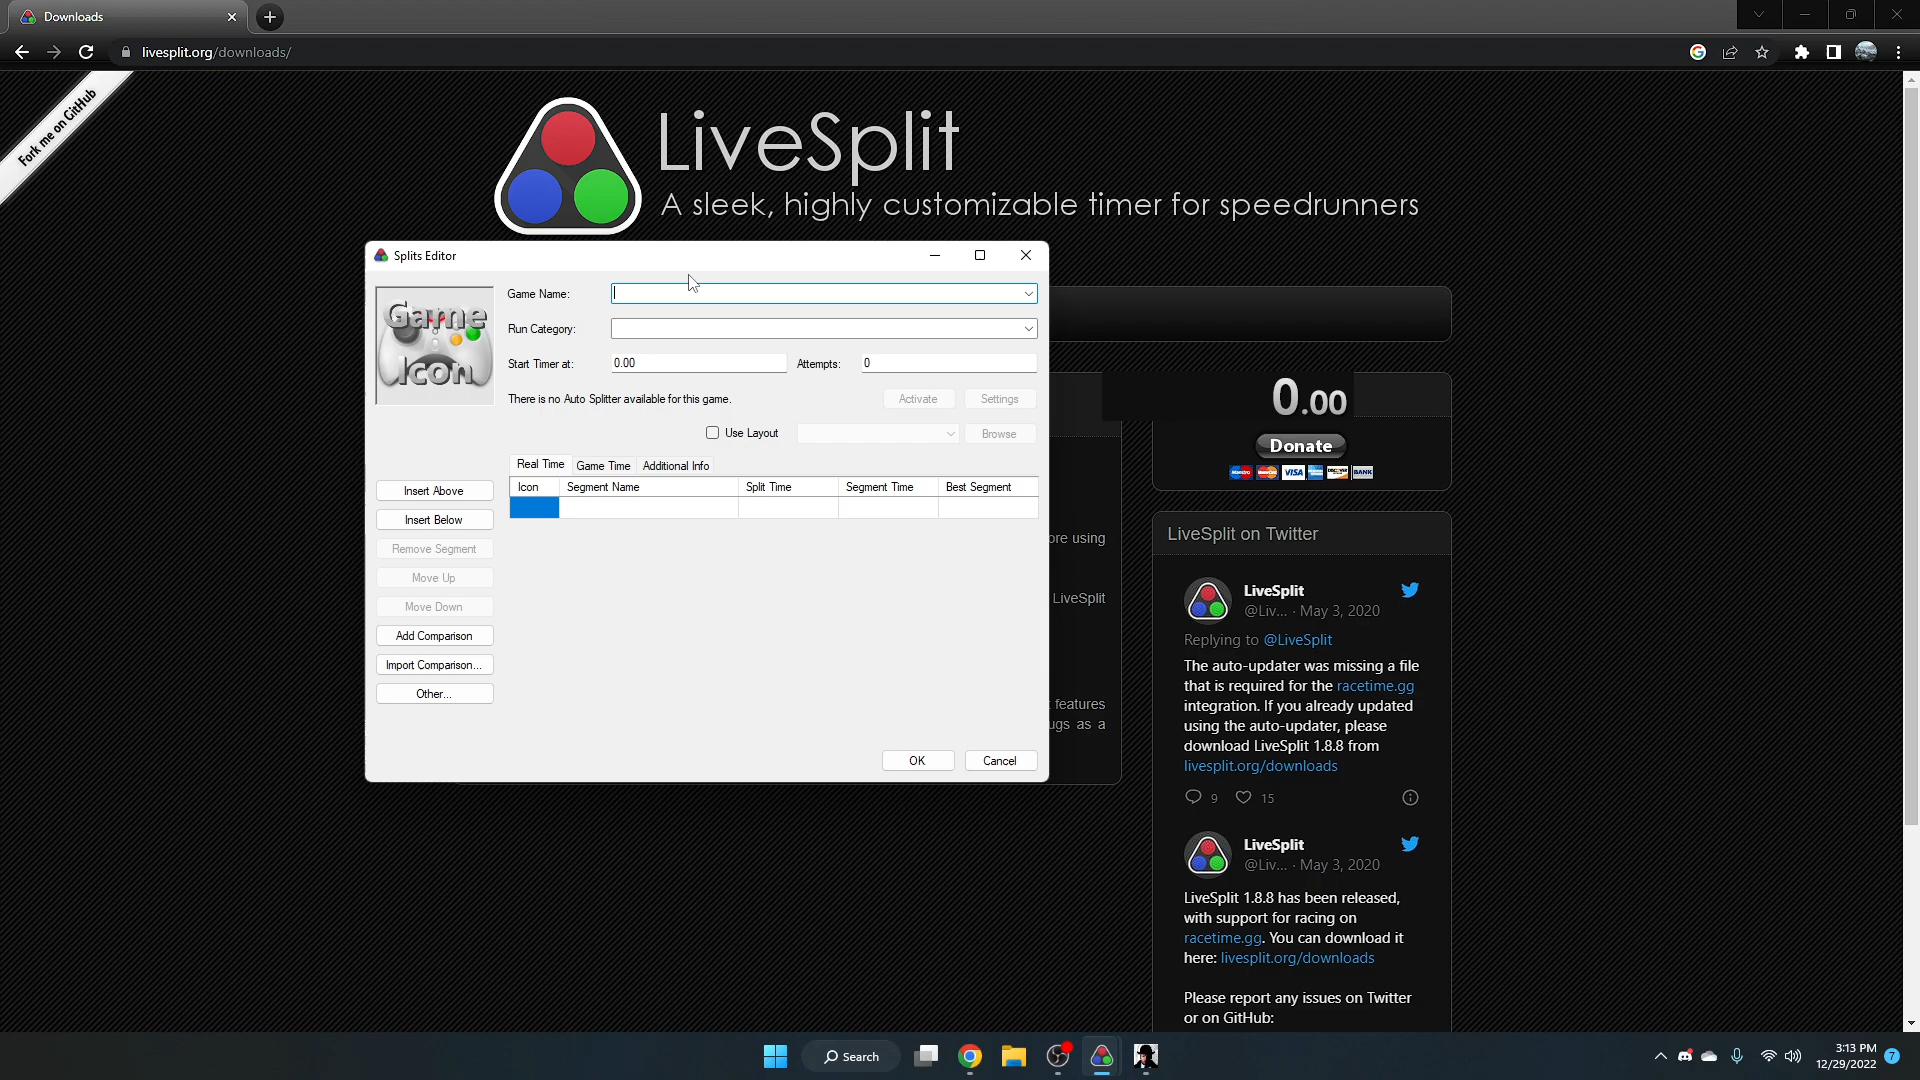 Downloads
livesplit.org/downloads/
Fork me on GitHub
LiveSplit
A sleek, highly customizable timer for speedrunners
Splits Editor
Game Icon
Game Name:
Run Category:
Start Timer at: 0.00 Attempts: 0
There is no Auto Splitter available for this game. Activate Settings
Use Layout Browse
Real Time Game Time Additional Info
Icon Segment Name Split Time Segment Time Best Segment
Insert Above
Insert Below
Remove Segment
Move Up
Move Down
Add Comparison
Import Comparison...
Other...
OK Cancel
ore using
LiveSplit
features
ugs as a
0.00
Donate
Maestro VISA DISCOVER BANK
LiveSplit on Twitter
LiveSplit
@Liv... · May 3, 2020
Replying to @LiveSplit
The auto-updater was missing a file
that is required for the racetime.gg
integration. If you already updated
using the auto-updater, please
download LiveSplit 1.8.8 from
livesplit.org/downloads
9 15
LiveSplit
@Liv... · May 3, 2020
LiveSplit 1.8.8 has been released,
with support for racing on
racetime.gg. You can download it
here: livesplit.org/downloads
Please report any issues on Twitter
or on GitHub:
Search
3:13 PM
12/29/2022 7